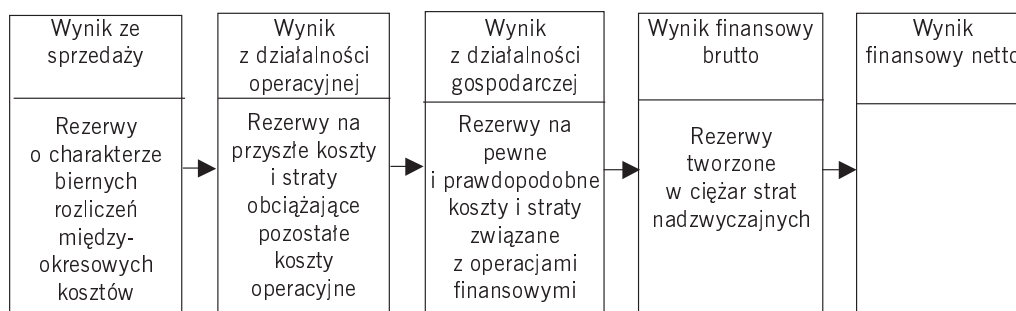 Wynik ze
sprzedaży
Rezerwy
o charakterze
biernych
rozliczeń
między-
okresowych
kosztów
Wynik
z działalności
operacyjnej
Rezerwy na
przyszłe koszty
i straty
obciążające
pozostałe
koszty
operacyjne
Wynik
z działalności
gospodarczej
Rezerwy na
pewne
i prawdopodobne
koszty i straty
związane
z operacjami
finansowymi
Wynik finansowy
brutto
Rezerwy
tworzone
w ciężar strat
nadzwyczajnych
Wynik
finansowy netto